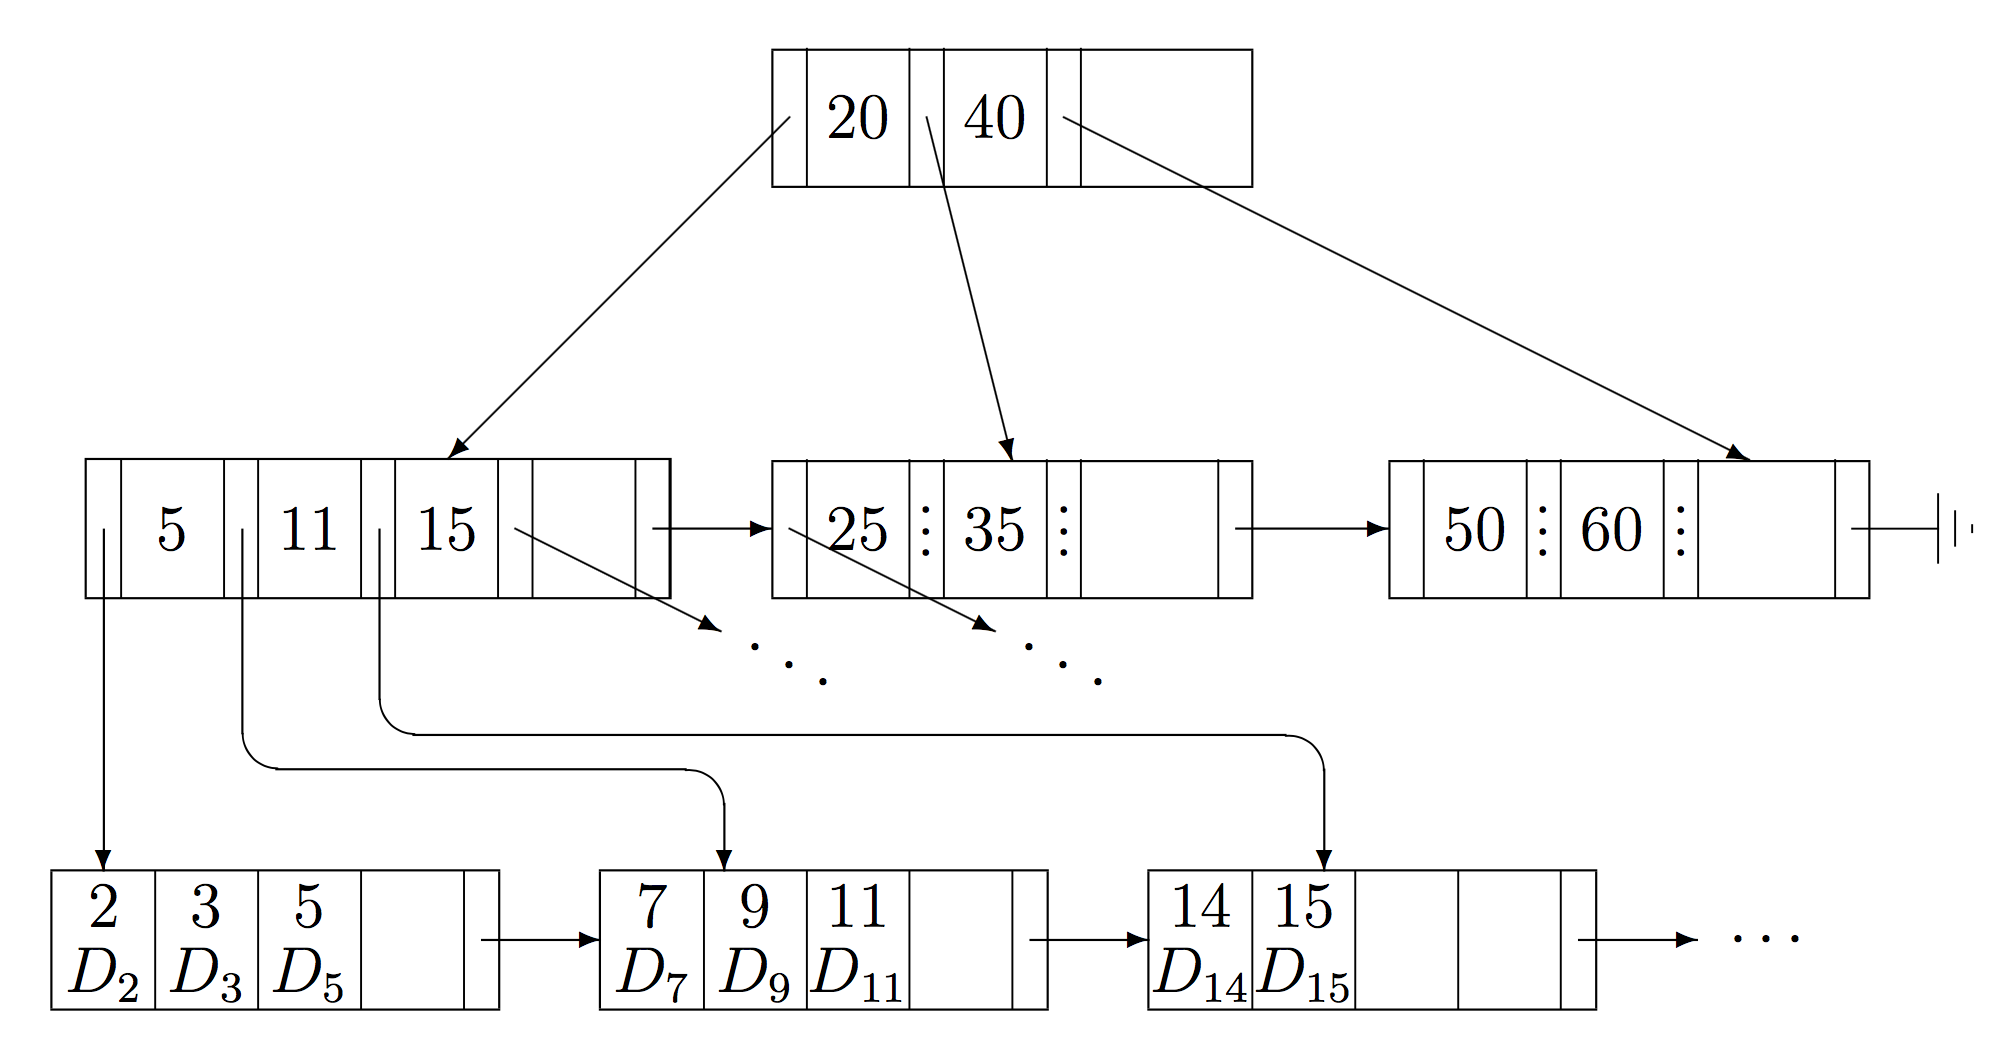 20 40
5 11 15 25 ⋮ 35 ⋮ 50 ⋮ 60 ⋮
⋱ ⋱
2 3 5 7 9 11 14 15
D₂ D₃ D₅ D₇ D₉ D₁₁ D₁₄ D₁₅ ⋯